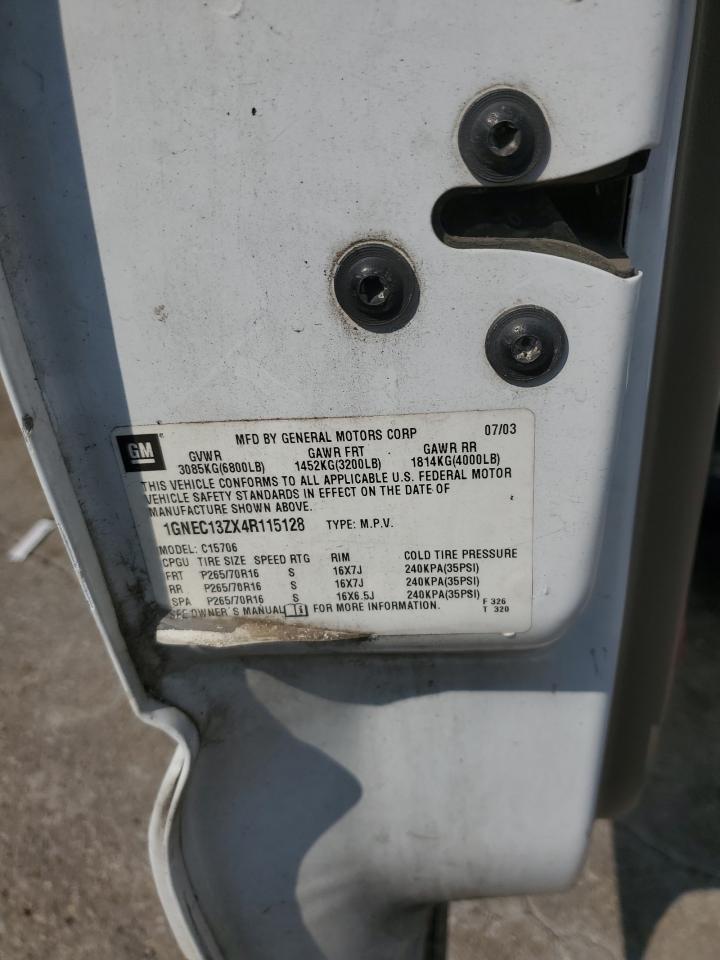 GM
MFD BY GENERAL MOTORS CORP 07/03
GVWR GAWR FRT GAWR RR
3085KG(6800LB) 1452KG(3200LB) 1814KG(4000LB)
THIS VEHICLE CONFORMS TO ALL APPLICABLE U.S. FEDERAL MOTOR
VEHICLE SAFETY STANDARDS IN EFFECT ON THE DATE OF
MANUFACTURE SHOWN ABOVE.
1GNEC13ZX4R115128 TYPE: M.P.V.
MODEL: C15706
CPGU TIRE SIZE SPEED RTG RIM COLD TIRE PRESSURE
FRT P265/70R16 S 16X7J 240KPA(35PSI)
RR P265/70R16 S 16X7J 240KPA(35PSI)
SPA P265/70R16 S 16X6.5J 240KPA(35PSI) F 326
SEE OWNER'S MANUAL i FOR MORE INFORMATION. T 320